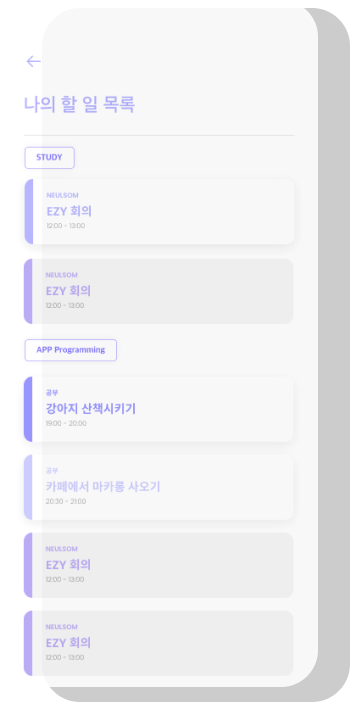 나의 할 일 목록
STUDY
NEULSOM
EZY 회의
12:00 - 13:00
NEULSOM
EZY 회의
12:00 - 13:00
APP Programming
공부
강아지 산책시키기
19:00 - 20:00
공부
카페에서 마카롱 사오기
20:30 - 21:00
NEULSOM
EZY 회의
12:00 - 13:00
NEULSOM
EZY 회의
12:00 - 13:00